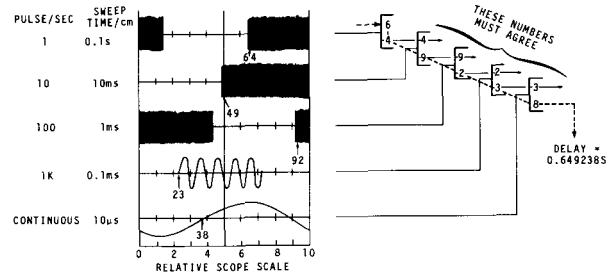 PULSE/SEC
SWEEP
TIME/cm
1 0.1s
64
10 10ms
49
100 1ms
92
1K 0.1ms
23
CONTINUOUS 10μs
38
0 2 4 6 8 10
RELATIVE SCOPE SCALE
THESE NUMBERS
MUST AGREE
6
4 4
9 9
2 2
3 3
8
DELAY =
0.649238S